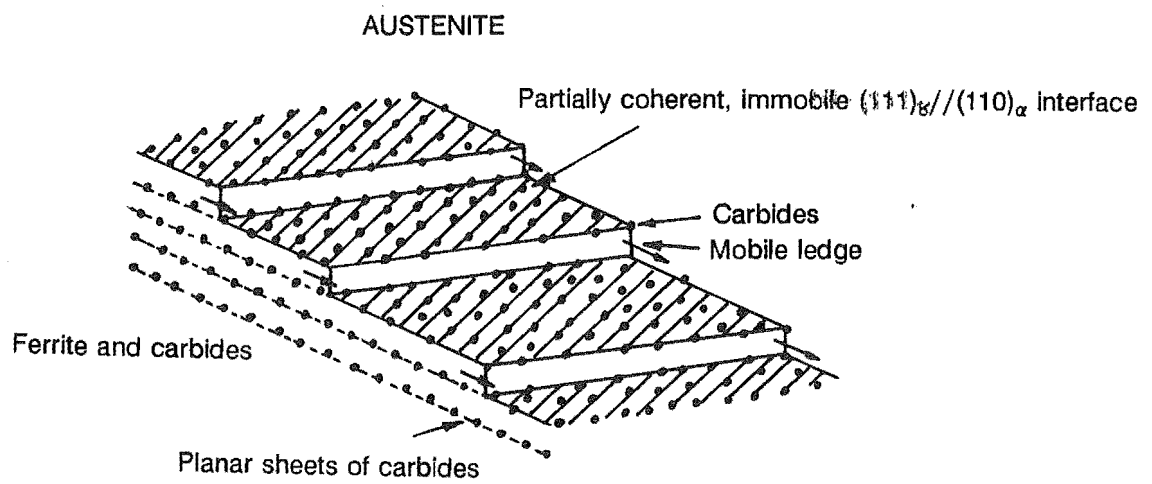 AUSTENITE
Partially coherent, immobile (111)γ//(110)α interface
Carbides
Mobile ledge
Ferrite and carbides
Planar sheets of carbides